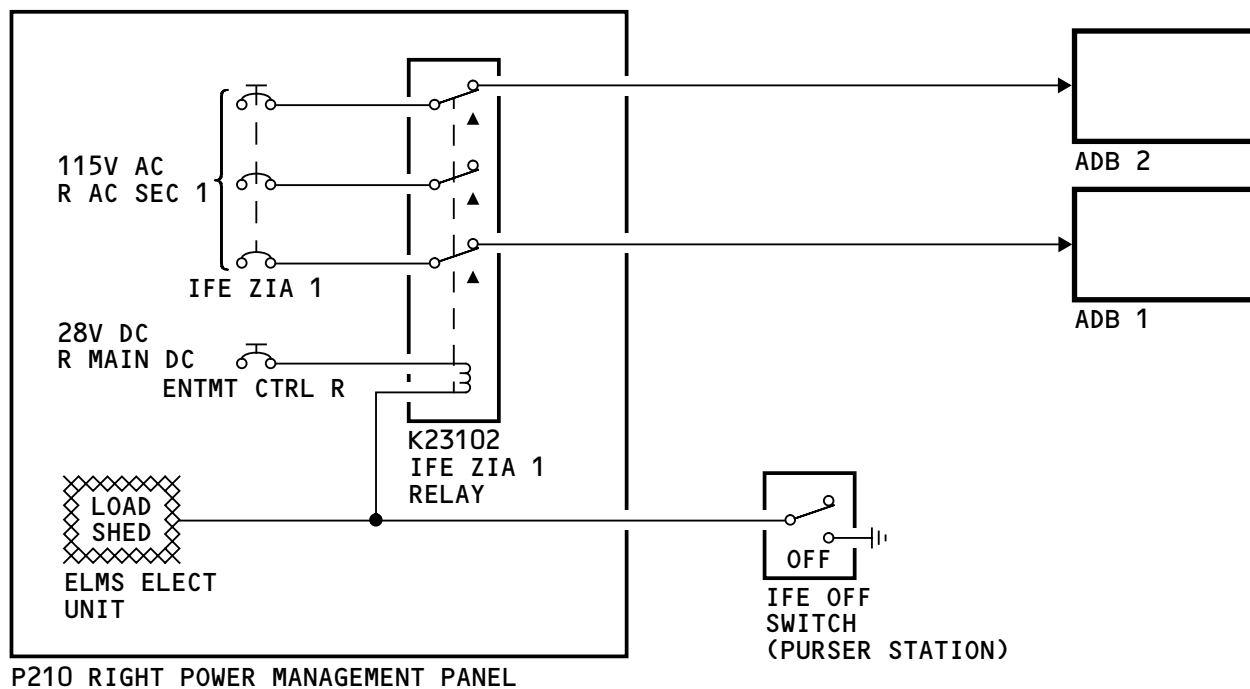 115V AC
R AC SEC 1
IFE ZIA 1
28V DC
R MAIN DC
ENTMT CTRL R
K23102
IFE ZIA 1
RELAY
LOAD
SHED
ELMS ELECT
UNIT
P210 RIGHT POWER MANAGEMENT PANEL
ADB 2
ADB 1
OFF
IFE OFF
SWITCH
(PURSER STATION)